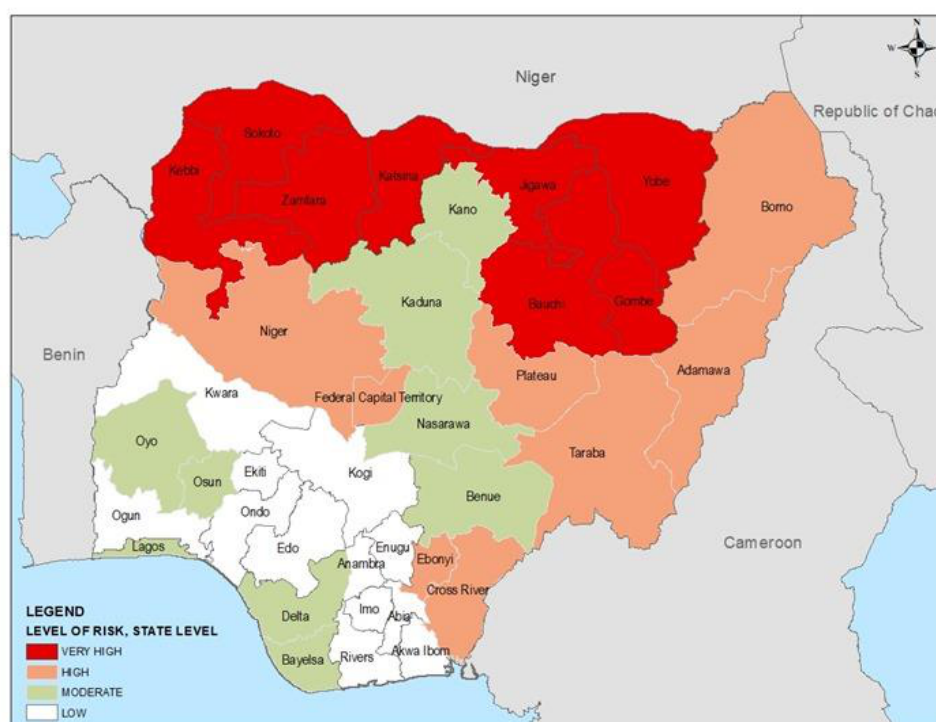 N
W
S
Niger
Republic of Chad
Sokoto
Kebbi
Zamfara
Katsina
Jigawa
Yobe
Kano
Borno
Kaduna
Bauchi
Gombe
Niger
Benin
Plateau
Adamawa
Kwara
Federal Capital Territory
Nasarawa
Taraba
Oyo
Osun
Ekiti
Kogi
Benue
Ogun
Ondo
Edo
Lagos
Enugu
Anambra
Ebonyi
Cameroon
Cross River
Delta
Imo
Abia
Bayelsa
Rivers
Akwa Ibom
LEGEND
LEVEL OF RISK, STATE LEVEL
VERY HIGH
HIGH
MODERATE
LOW